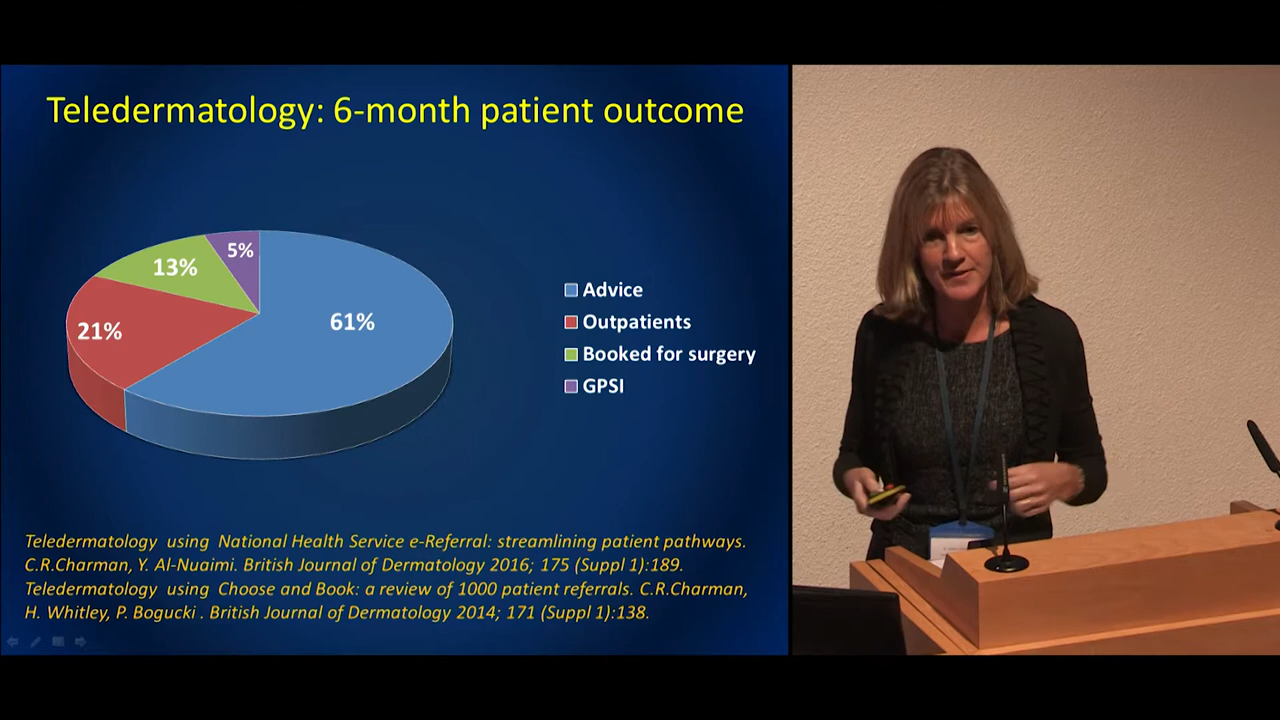 Teledermatology: 6-month patient outcome
5%
13%
61%
21%
Advice
Outpatients
Booked for surgery
GPSI
Teledermatology using National Health Service e-Referral: streamlining patient pathways.
C.R.Charman, Y. Al-Nuaimi. British Journal of Dermatology 2016; 175 (Suppl 1):189.
Teledermatology using Choose and Book: a review of 1000 patient referrals. C.R.Charman,
H. Whitley, P. Bogucki . British Journal of Dermatology 2014; 171 (Suppl 1):138.